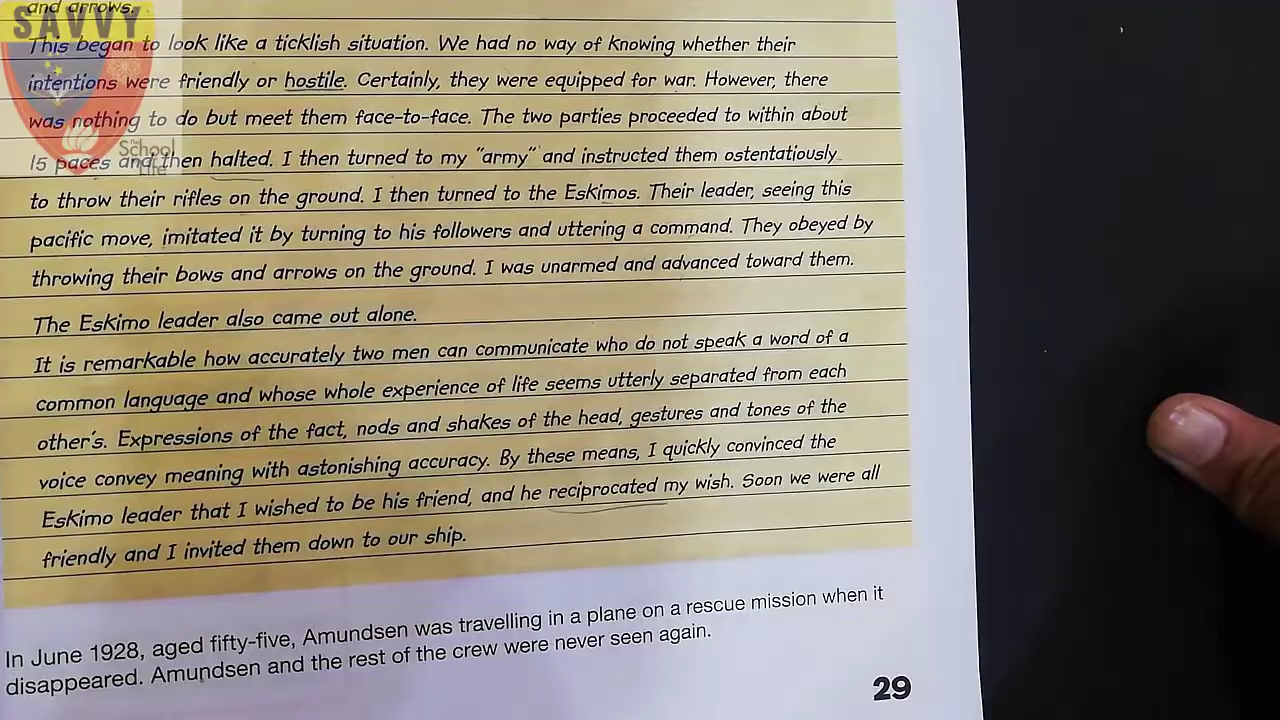 and arrows.
SAVVY
This began to look like a ticklish situation. We had no way of knowing whether their
intentions were friendly or hostile. Certainly, they were equipped for war. However, there
was nothing to do but meet them face-to-face. The two parties proceeded to within about
The School of Life
15 paces and then halted. I then turned to my "army" and instructed them ostentatiously
to throw their rifles on the ground. I then turned to the Eskimos. Their leader, seeing this
pacific move, imitated it by turning to his followers and uttering a command. They obeyed by
throwing their bows and arrows on the ground. I was unarmed and advanced toward them.
The Eskimo leader also came out alone.
It is remarkable how accurately two men can communicate who do not speak a word of a
common language and whose whole experience of life seems utterly separated from each
other's. Expressions of the fact, nods and shakes of the head, gestures and tones of the
voice convey meaning with astonishing accuracy. By these means, I quickly convinced the
Eskimo leader that I wished to be his friend, and he reciprocated my wish. Soon we were all
friendly and I invited them down to our ship.
In June 1928, aged fifty-five, Amundsen was travelling in a plane on a rescue mission when it
disappeared. Amundsen and the rest of the crew were never seen again.
29